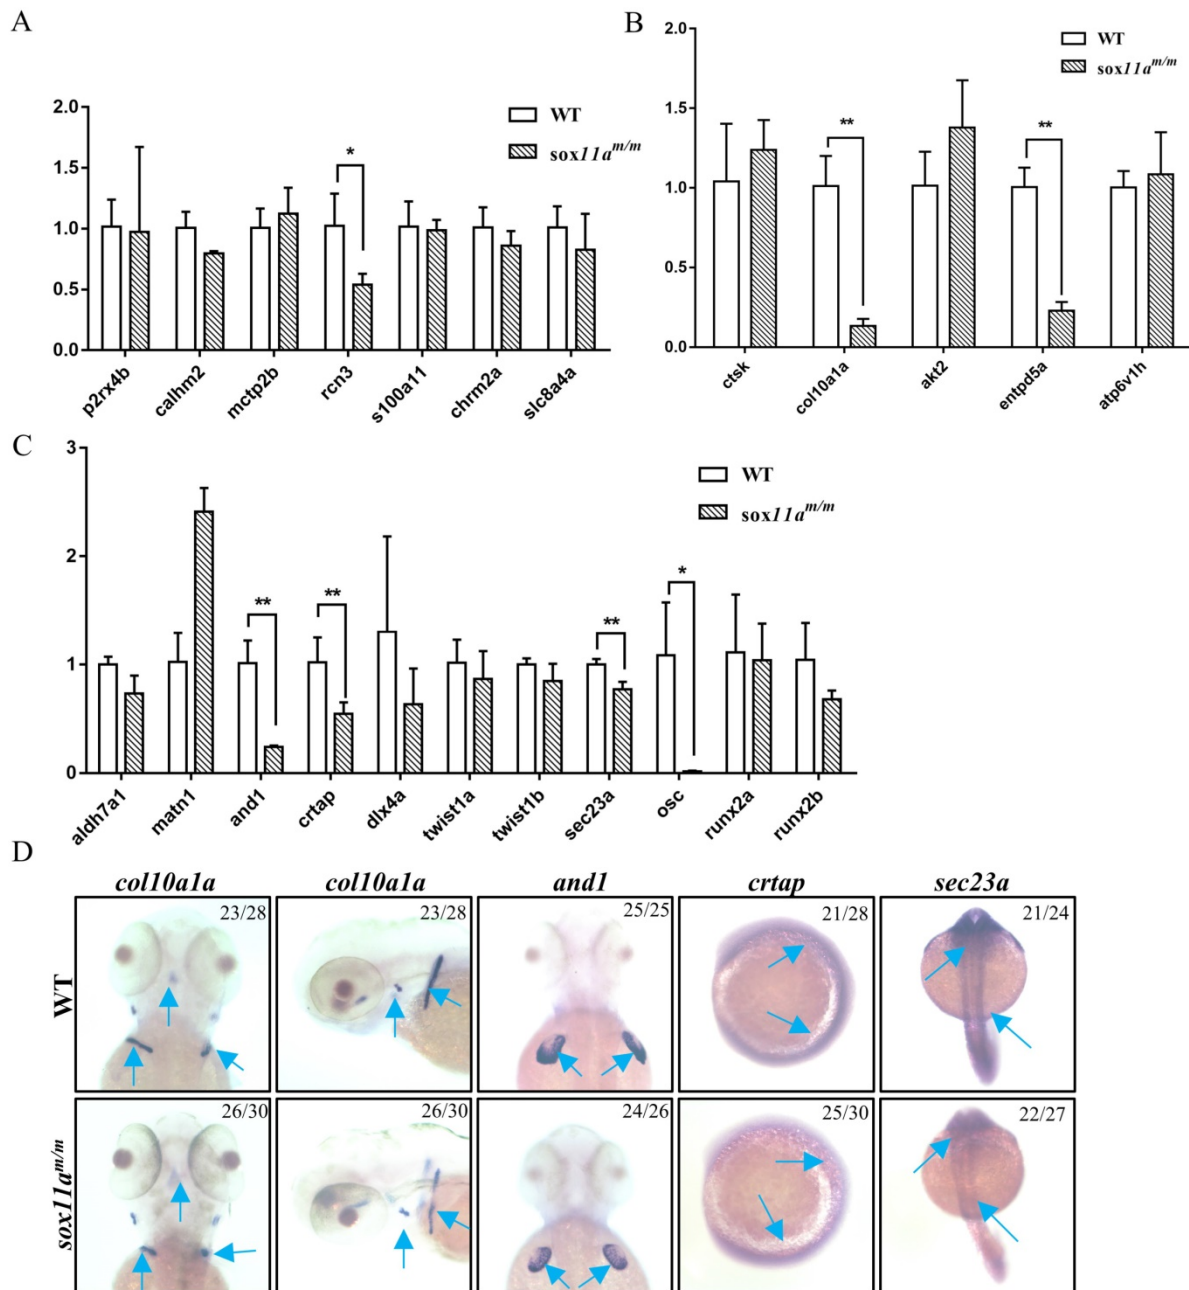 A
WT
sox11a^m/m
2.0
1.5
1.0
0.5
0.0
*
p2rx4b
calhm2
mctp2b
rcn3
s100a11
chrm2a
slc8a4a
B
WT
sox11a^m/m
2.0
1.5
1.0
0.5
0.0
**
**
ctsk
col10a1a
akt2
entpd5a
atp6v1h
C
WT
sox11a^m/m
3
2
1
0
**
**
**
*
aldh7a1
matn1
and1
crtap
dlx4a
twist1a
twist1b
sec23a
osc
runx2a
runx2b
D
col10a1a col10a1a and1 crtap sec23a
WT
23/28 23/28 25/25 21/28 21/24
sox11a^m/m
26/30 26/30 24/26 25/30 22/27